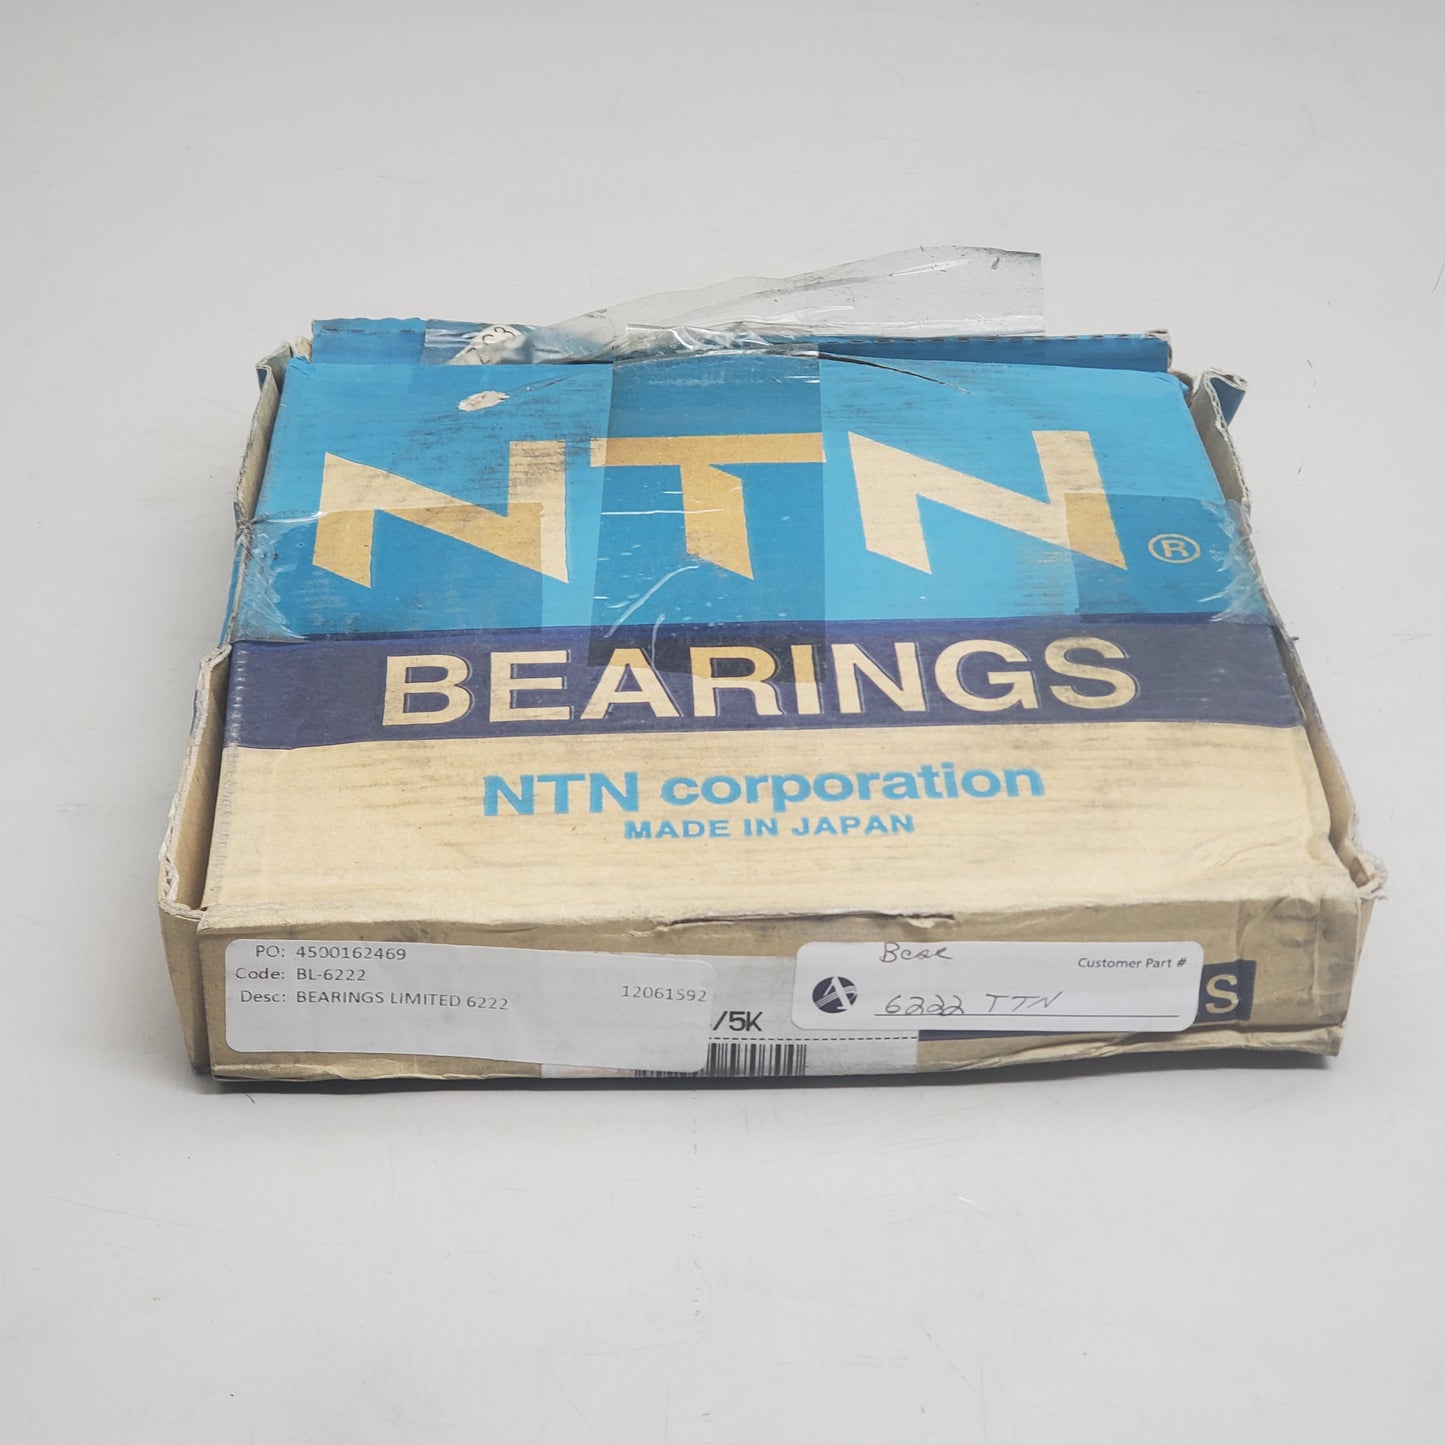 C3
NTN®
BEARINGS
NTN corporation
MADE IN JAPAN
PO: 4500162469
Code: BL-6222
Desc: BEARINGS LIMITED 6222
12061592
/5K
Customer Part #
6222 TTN
S